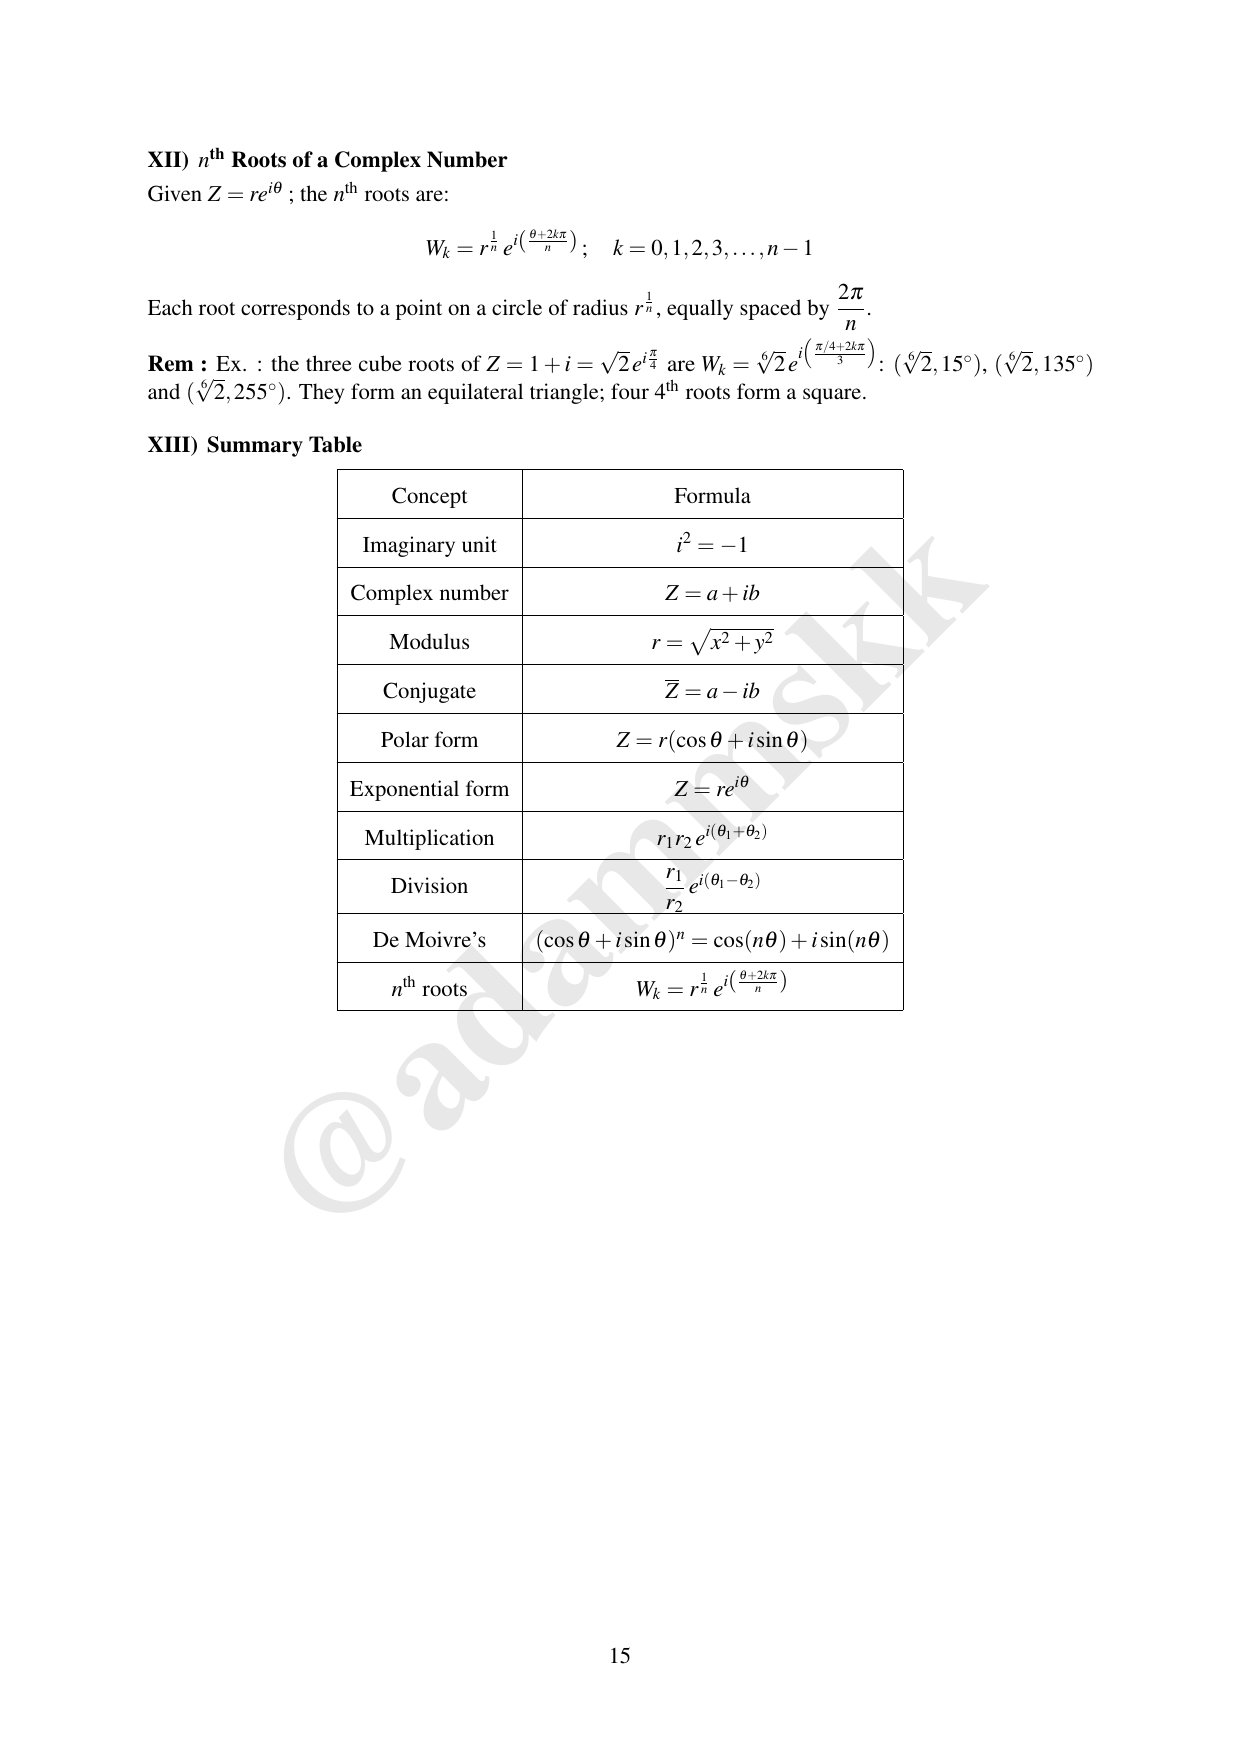 XII) nᵗʰ Roots of a Complex Number
Given Z = re^{iθ} ; the nᵗʰ roots are:
W_k = r^{1/n} e^{i((θ+2kπ)/n)} ;    k = 0, 1, 2, 3, . . . , n − 1
Each root corresponds to a point on a circle of radius r^{1/n}, equally spaced by 2π/n.
Rem : Ex. : the three cube roots of Z = 1 + i = √2 e^{iπ/4} are W_k = ⁶√2 e^{i((π/4+2kπ)/3)} : (⁶√2, 15°), (⁶√2, 135°)
and (⁶√2, 255°). They form an equilateral triangle; four 4ᵗʰ roots form a square.
XIII) Summary Table
Concept Formula
Imaginary unit i² = −1
Complex number Z = a + ib
Modulus r = √(x² + y²)
Conjugate Z̅ = a − ib
Polar form Z = r(cos θ + i sin θ)
Exponential form Z = re^{iθ}
Multiplication r₁r₂ e^{i(θ₁+θ₂)}
Division r₁/r₂ e^{i(θ₁−θ₂)}
De Moivre's (cos θ + i sin θ)ⁿ = cos(nθ) + i sin(nθ)
nᵗʰ roots W_k = r^{1/n} e^{i((θ+2kπ)/n)}
@adammskk
15